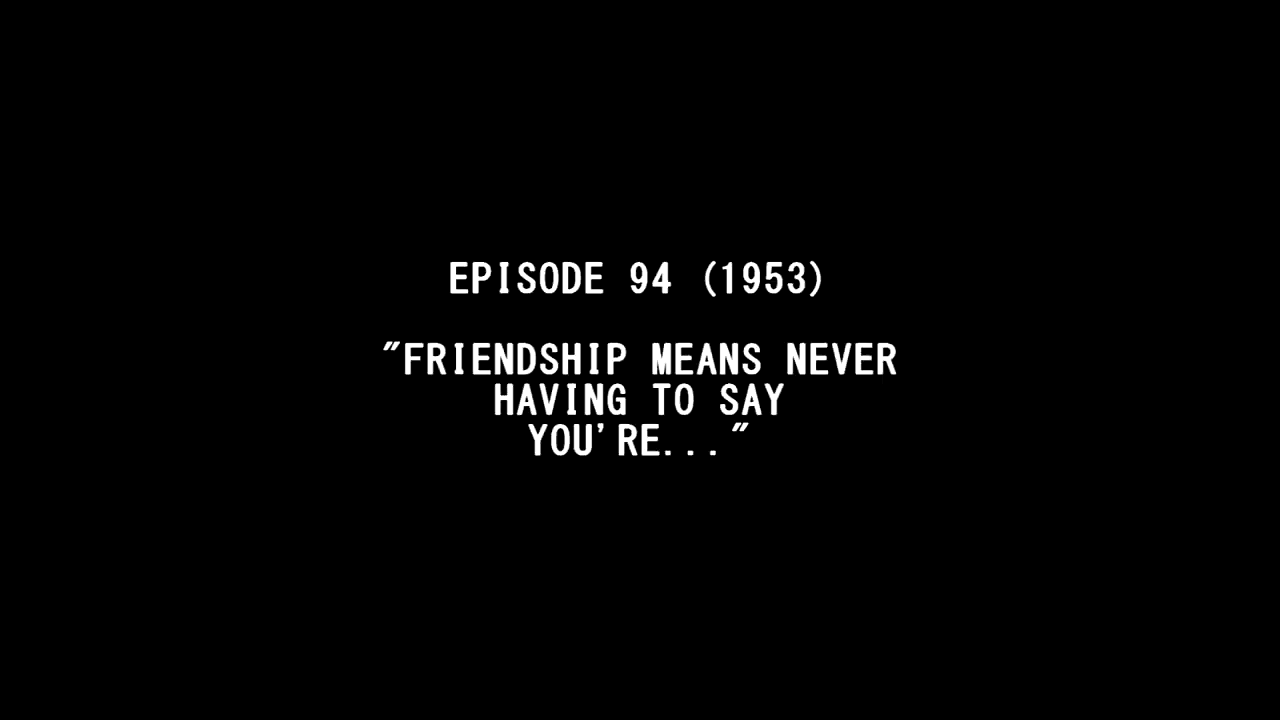 EPISODE 94 (1953)
"FRIENDSHIP MEANS NEVER
HAVING TO SAY
YOU'RE..."